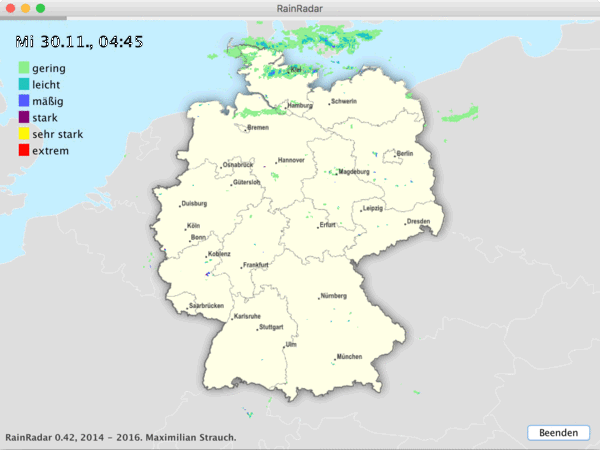 RainRadar
Mi 30.11., 04:45
gering
leicht
mäßig
stark
sehr stark
extrem
Kiel
Hamburg
Schwerin
Bremen
Berlin
Hannover
Osnabrück
Magdeburg
Gütersloh
Duisburg
Leipzig
Dresden
Köln
Erfurt
Bonn
Koblenz
Frankfurt
Nürnberg
Saarbrücken
Karlsruhe
Stuttgart
Ulm
München
Beenden
RainRadar 0.42, 2014 - 2016. Maximilian Strauch.